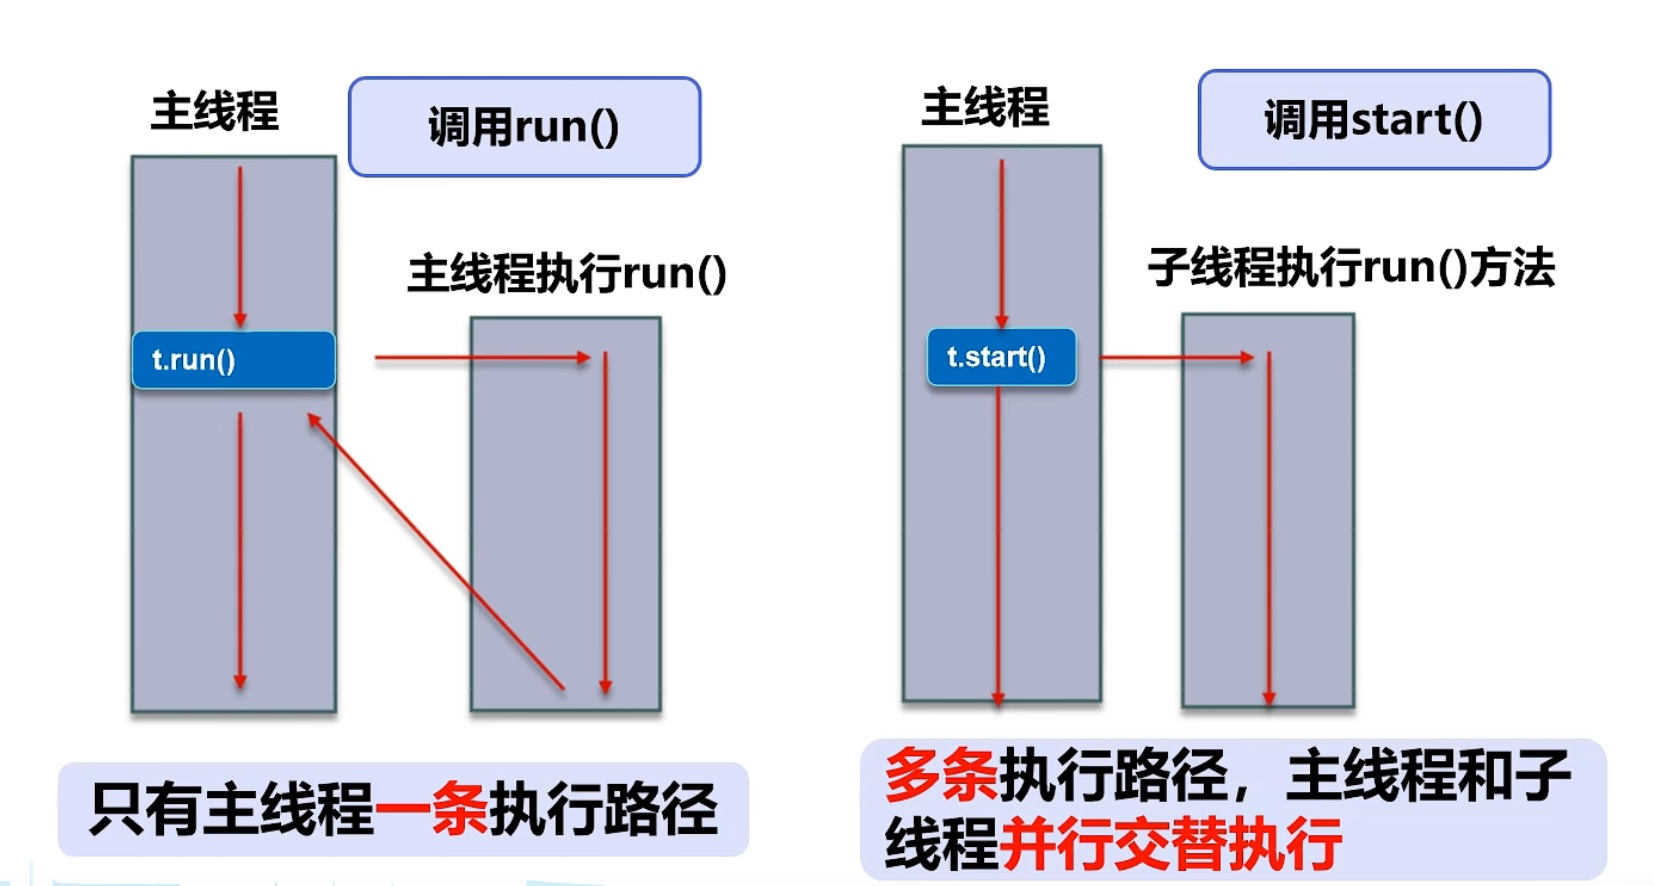 主线程
调用run()
主线程执行run()
t.run()
只有主线程一条执行路径
主线程
调用start()
子线程执行run()方法
t.start()
多条执行路径，主线程和子
线程并行交替执行